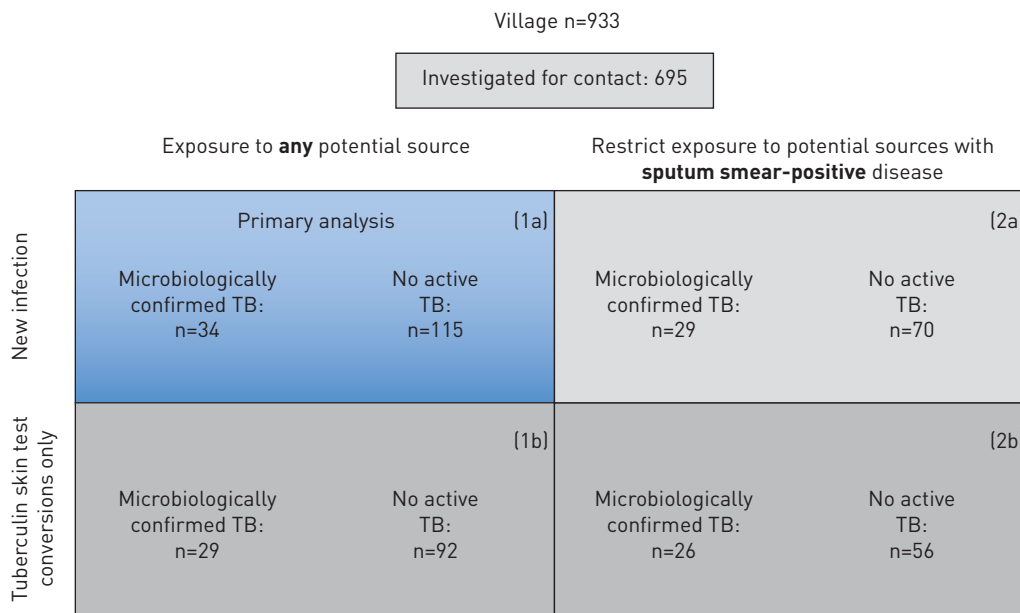 Village n=933
Investigated for contact: 695
Exposure to any potential source
Restrict exposure to potential sources with
sputum smear-positive disease
New infection
Primary analysis
(1a)
Microbiologically
confirmed TB:
n=34
No active
TB:
n=115
(2a
Microbiologically
confirmed TB:
n=29
No active
TB:
n=70
Tuberculin skin test
conversions only
(1b)
Microbiologically
confirmed TB:
n=29
No active
TB:
n=92
(2b
Microbiologically
confirmed TB:
n=26
No active
TB:
n=56